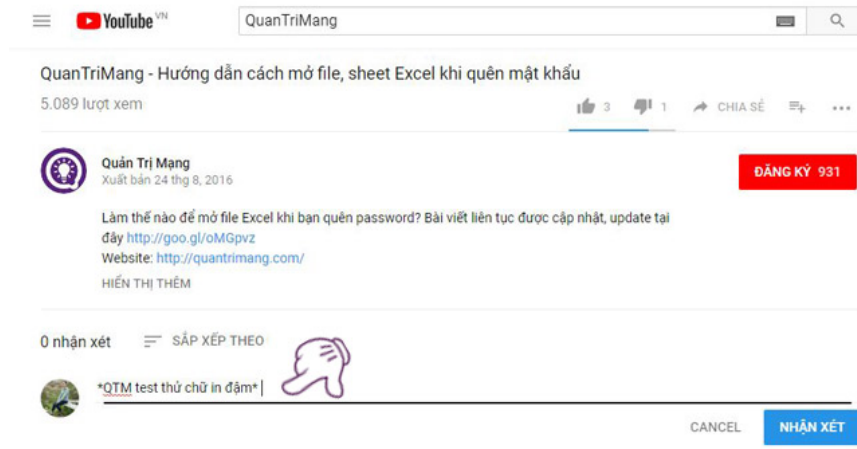 YouTube VN
QuanTriMang
QuanTriMang - Hướng dẫn cách mở file, sheet Excel khi quên mật khẩu
5.089 lượt xem
3 1 CHIA SẺ
Quản Trị Mạng
Xuất bản 24 thg 8, 2016
ĐĂNG KÝ 931
Làm thế nào để mở file Excel khi bạn quên password? Bài viết liên tục được cập nhật, update tại
đây http://goo.gl/oMGpvz
Website: http://quantrimang.com/
HIỂN THỊ THÊM
0 nhận xét SẮP XẾP THEO
*QTM test thử chữ in đậm*
CANCEL NHẬN XÉT